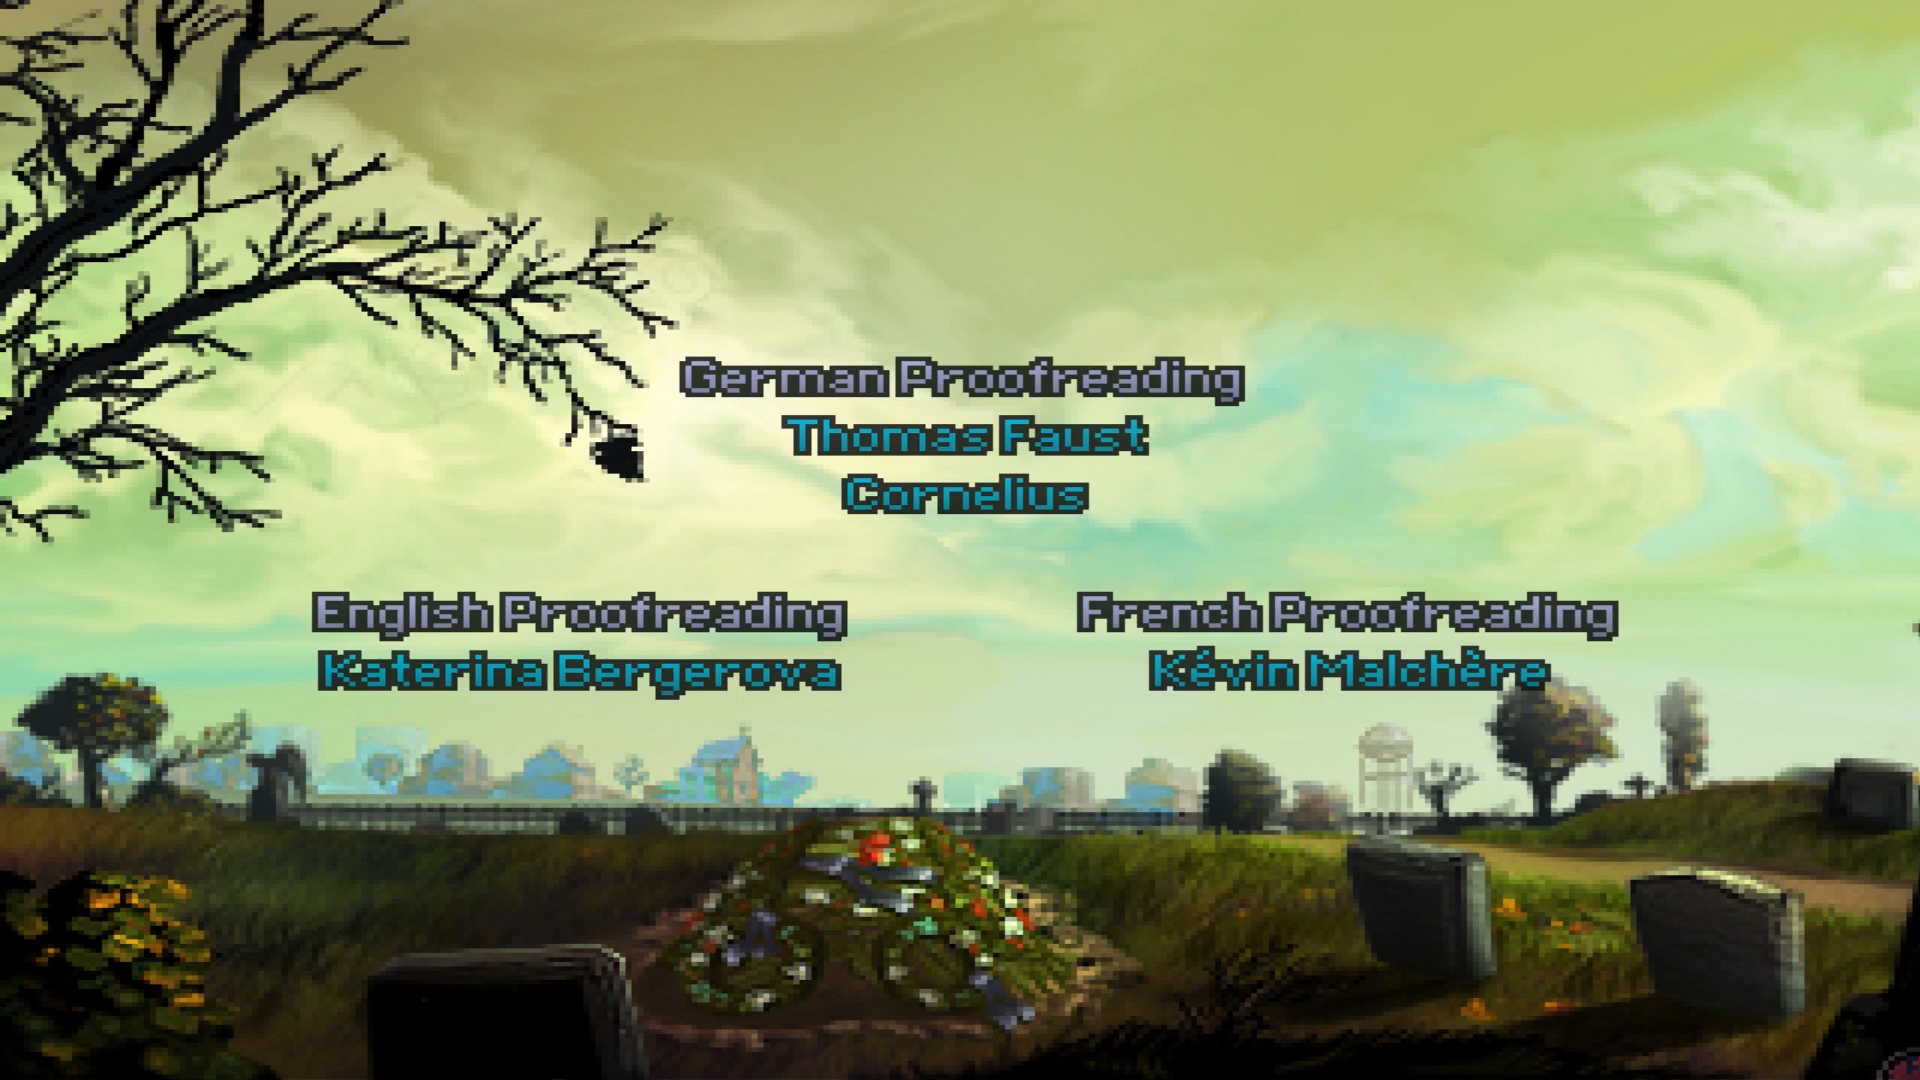 German Proofreading
Thomas Faust
Cornelius
English Proofreading
Katerina Bergerova
French Proofreading
Kévin Malchère